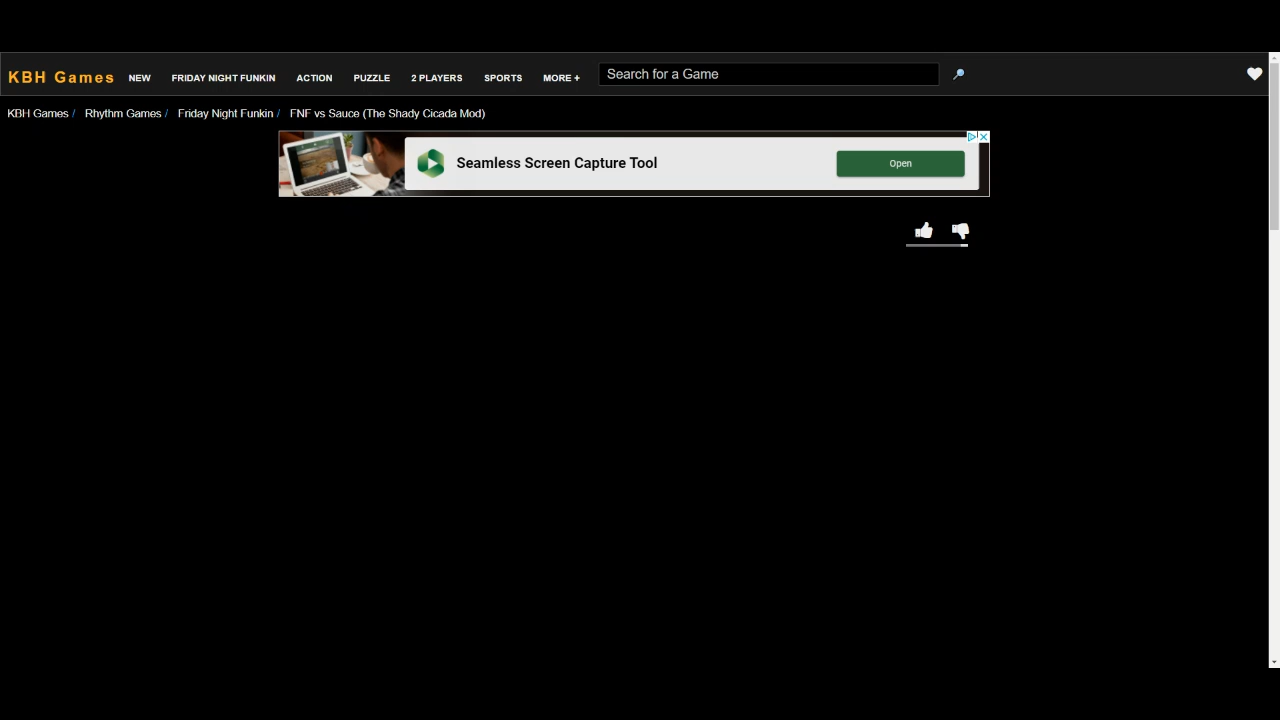 KBH Games NEW FRIDAY NIGHT FUNKIN ACTION PUZZLE 2 PLAYERS SPORTS MORE + Search for a Game
KBH Games / Rhythm Games / Friday Night Funkin / FNF vs Sauce (The Shady Cicada Mod)
Seamless Screen Capture Tool Open